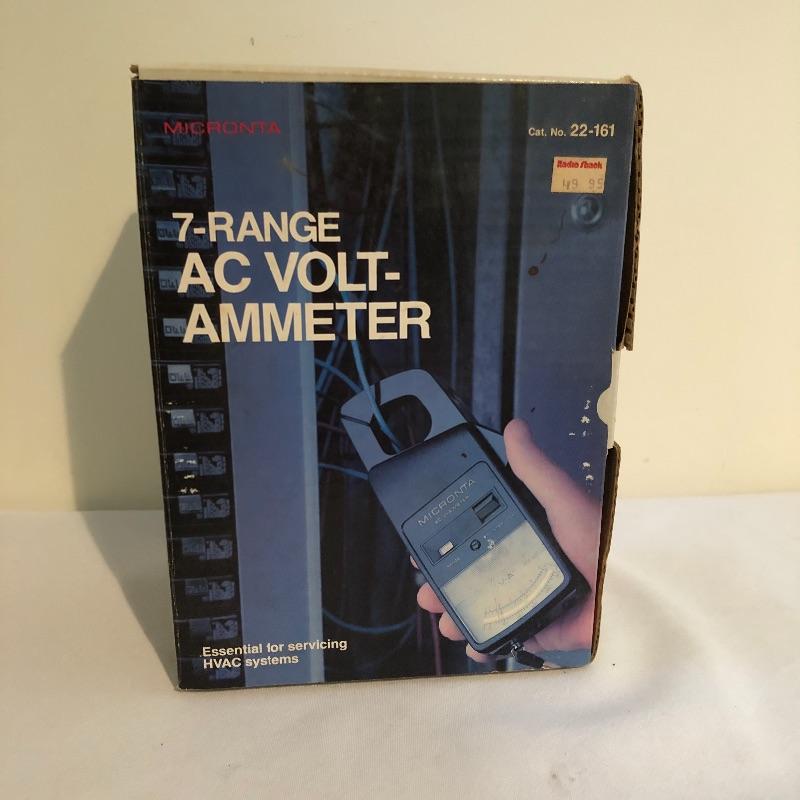 MICRONTA
Cat. No. 22-161
Radio Shack
49 95
7-RANGE
AC VOLT-
AMMETER
MICRONTA
V-A
Essential for servicing
HVAC systems